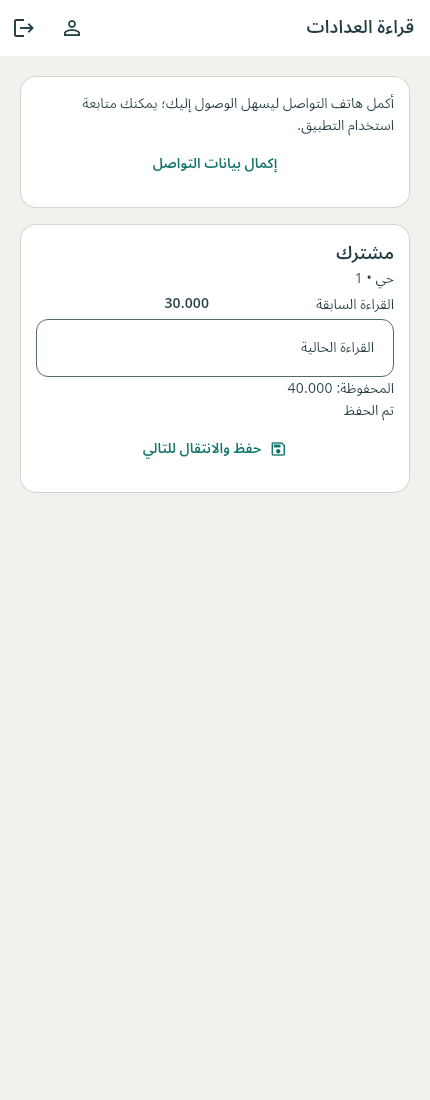 قراءة العدادات
أكمل هاتف التواصل ليسهل الوصول إليك؛ يمكنك متابعة
استخدام التطبيق.
إكمال بيانات التواصل
مشترك
حي • 1
القراءة السابقة 30.000
القراءة الحالية
المحفوظة: 40.000
تم الحفظ
حفظ والانتقال للتالي